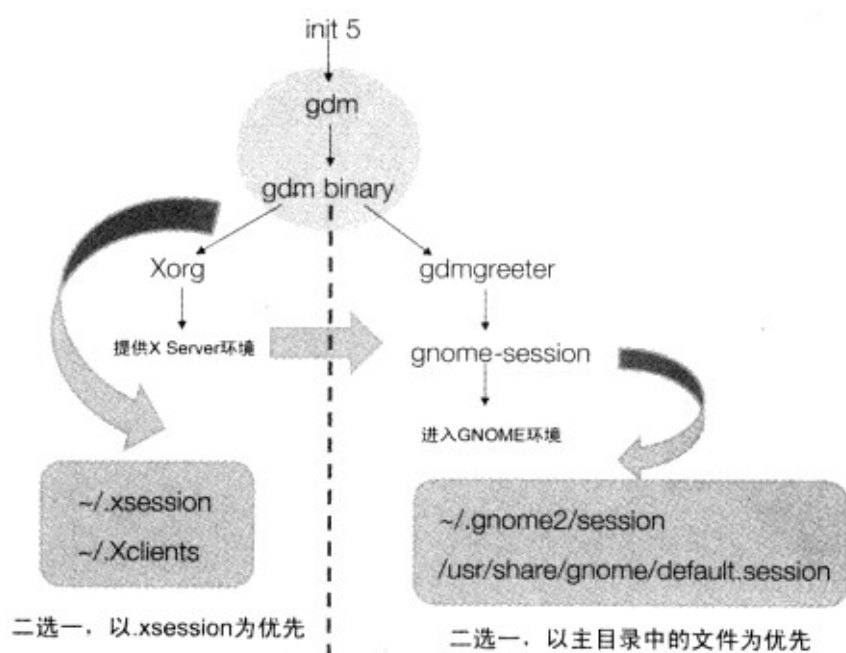 init 5
gdm
gdm binary
Xorg
gdmgreeter
提供X Server环境
gnome-session
进入GNOME环境
~/.xsession
~/.Xclients
~/.gnome2/session
/usr/share/gnome/default.session
二选一，以.xsession为优先
二选一，以主目录中的文件为优先